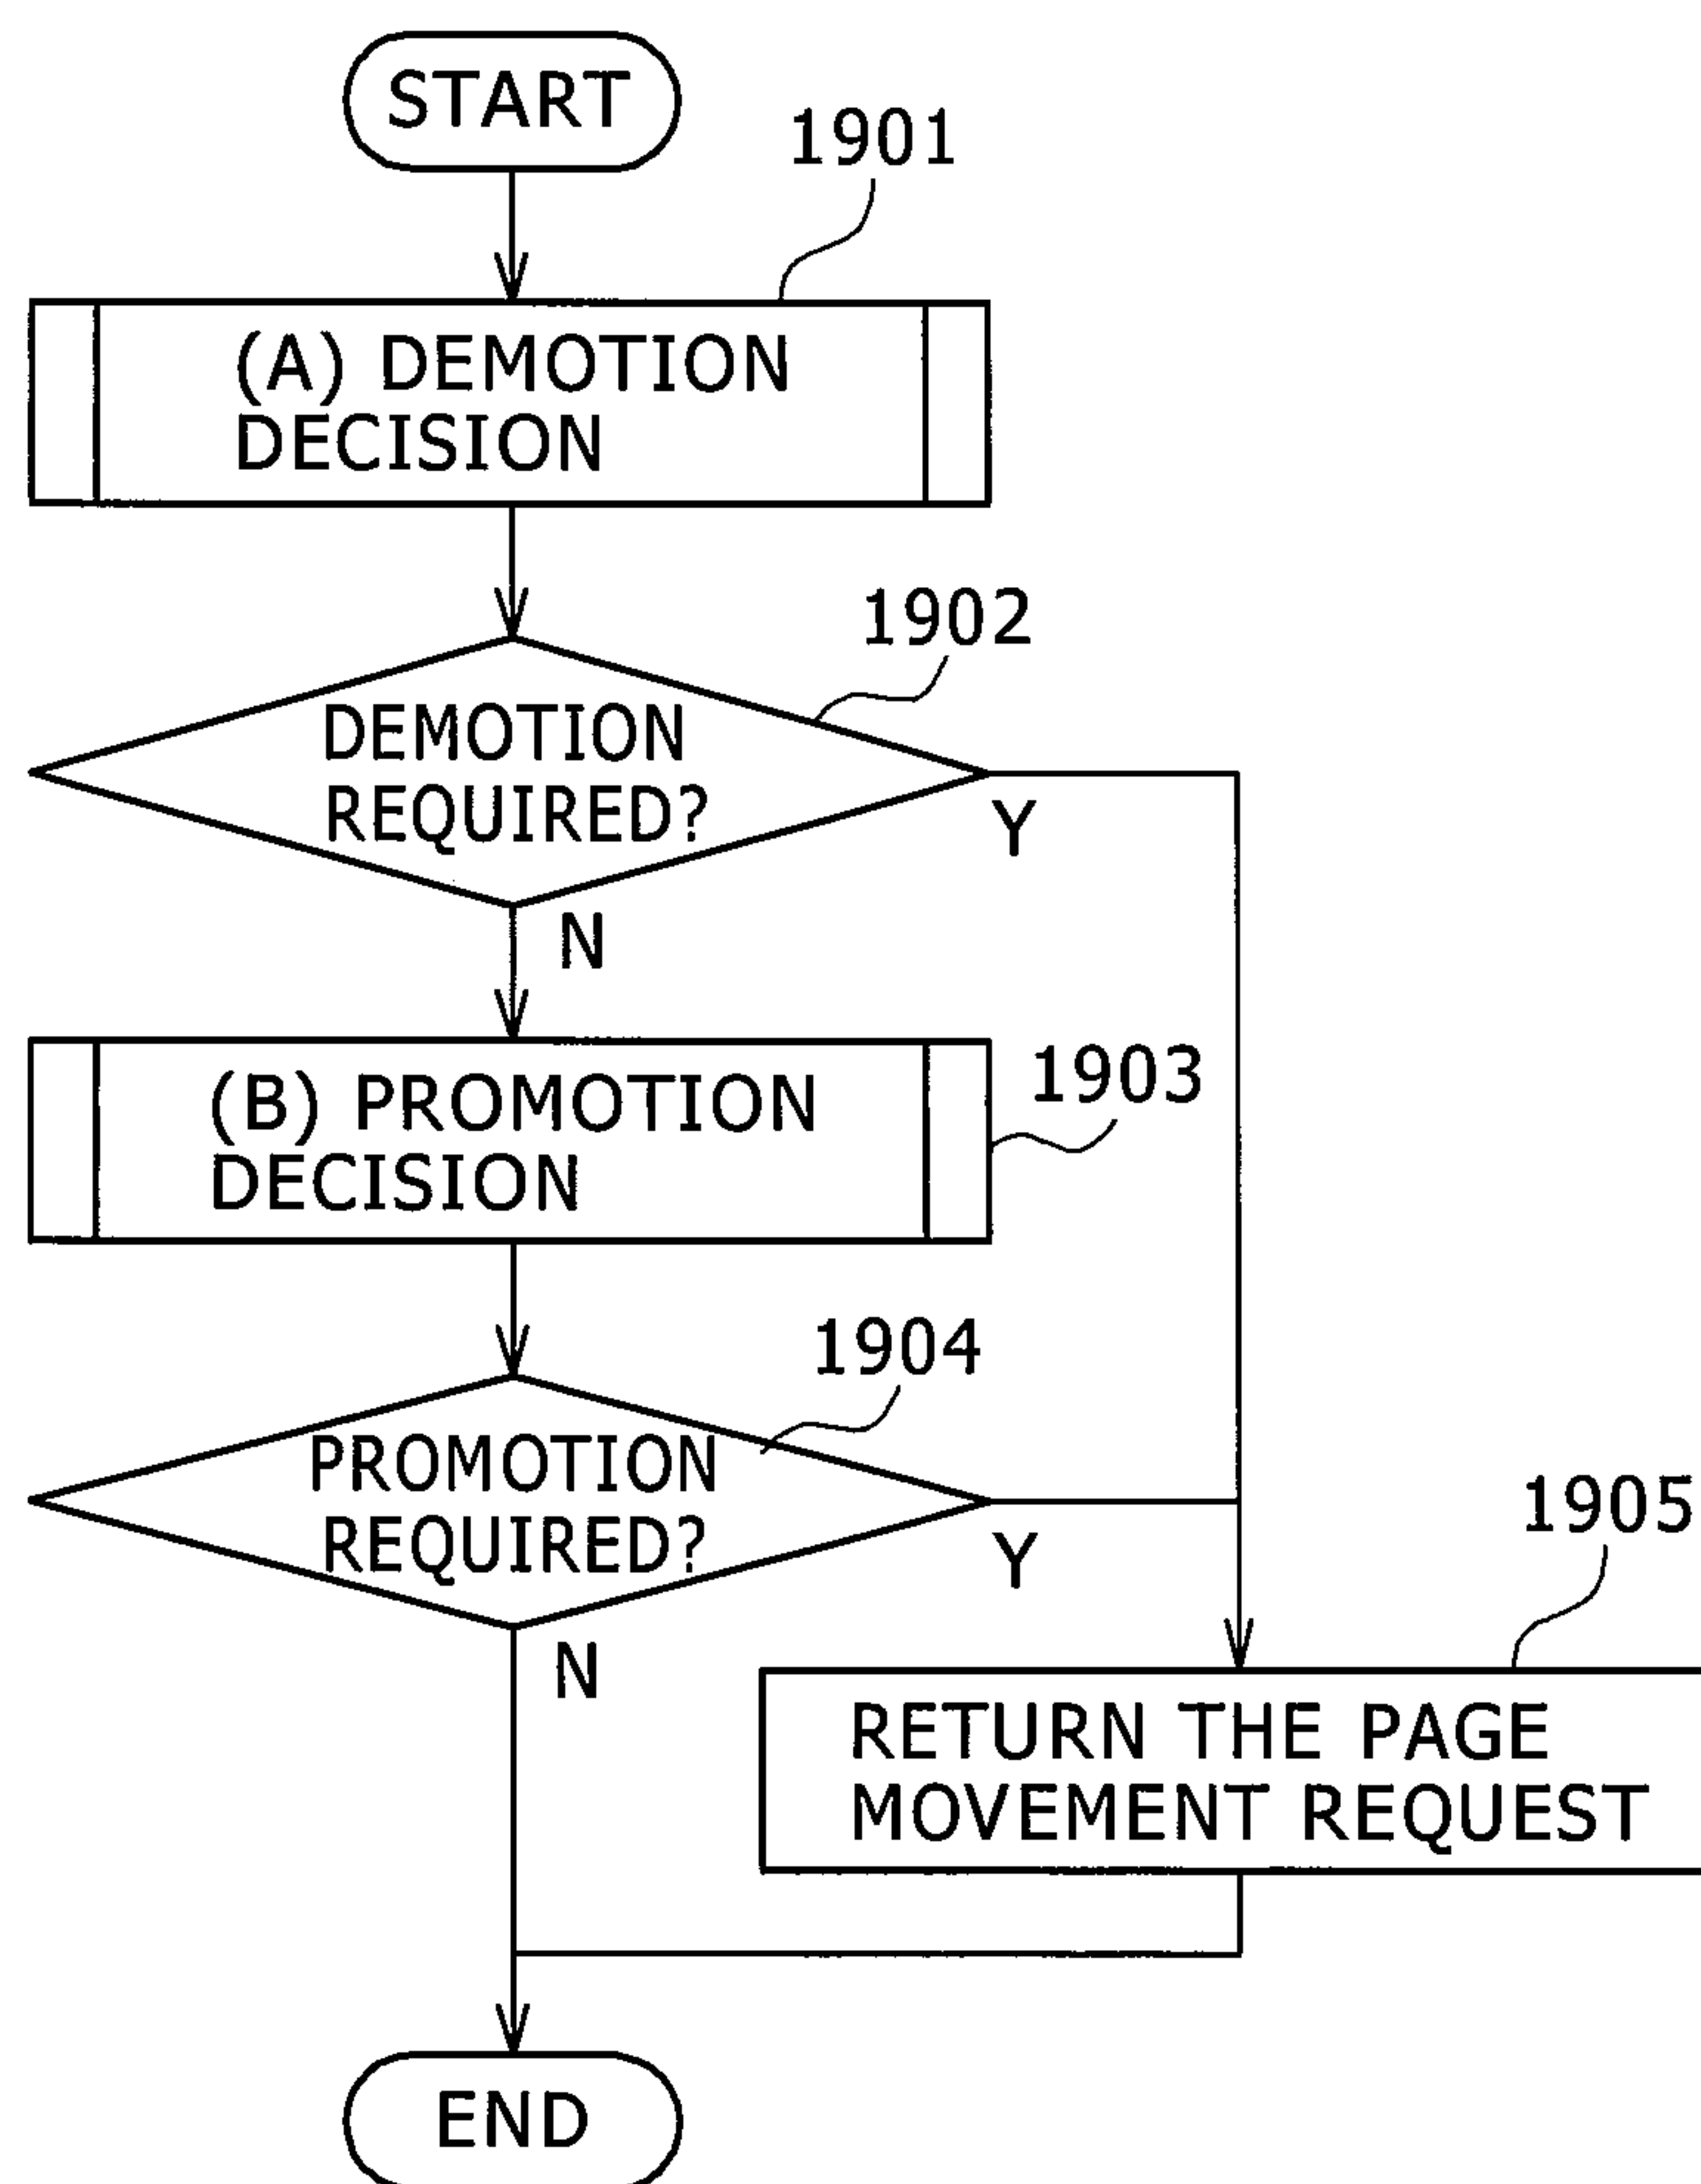 START
1901
(A) DEMOTION
DECISION
1902
DEMOTION
REQUIRED?
Y
N
(B) PROMOTION
DECISION
1903
1904
PROMOTION
REQUIRED?
Y
N
1905
RETURN THE PAGE
MOVEMENT REQUEST
END